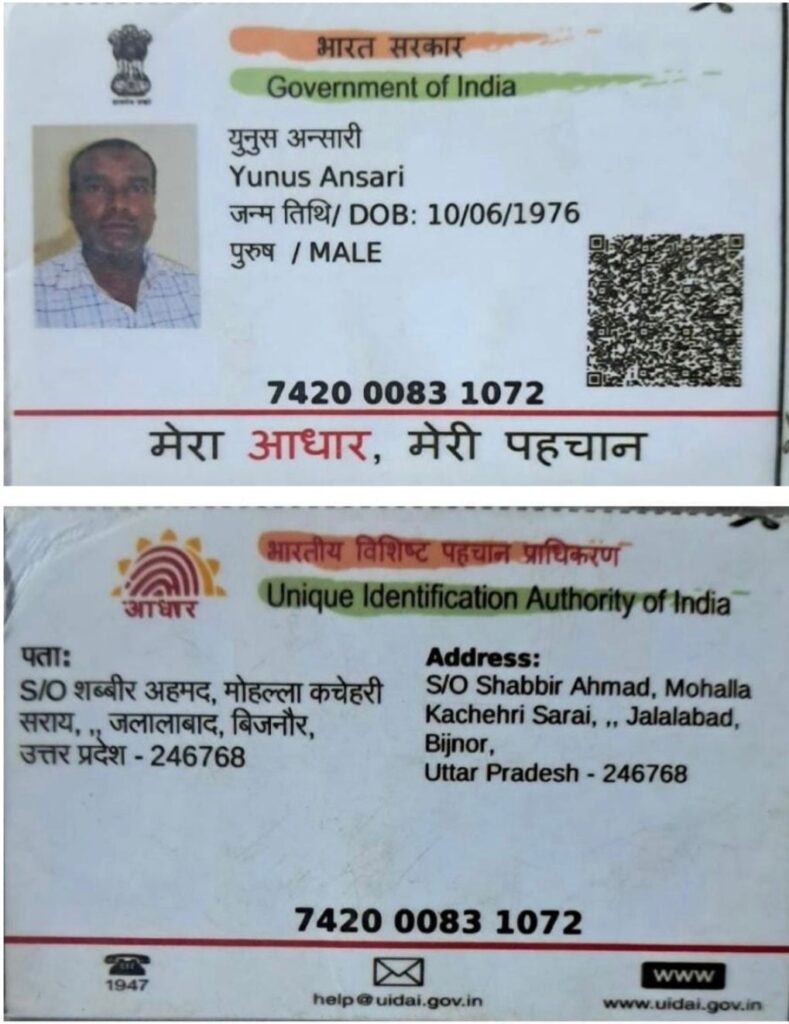 भारत सरकार
Government of India
युनुस अन्सारी
Yunus Ansari
जन्म तिथि/ DOB: 10/06/1976
पुरुष / MALE
7420 0083 1072
मेरा आधार, मेरी पहचान
भारतीय विशिष्ट पहचान प्राधिकरण
Unique Identification Authority of India
आधार
पता:
S/O शब्बीर अहमद, मोहल्ला कचेहरी
सराय, ,, जलालाबाद, बिजनौर,
उत्तर प्रदेश - 246768
Address:
S/O Shabbir Ahmad, Mohalla
Kachehri Sarai, ,, Jalalabad,
Bijnor,
Uttar Pradesh - 246768
7420 0083 1072
1947
help@uidai.gov.in
www
www.uidai.gov.in